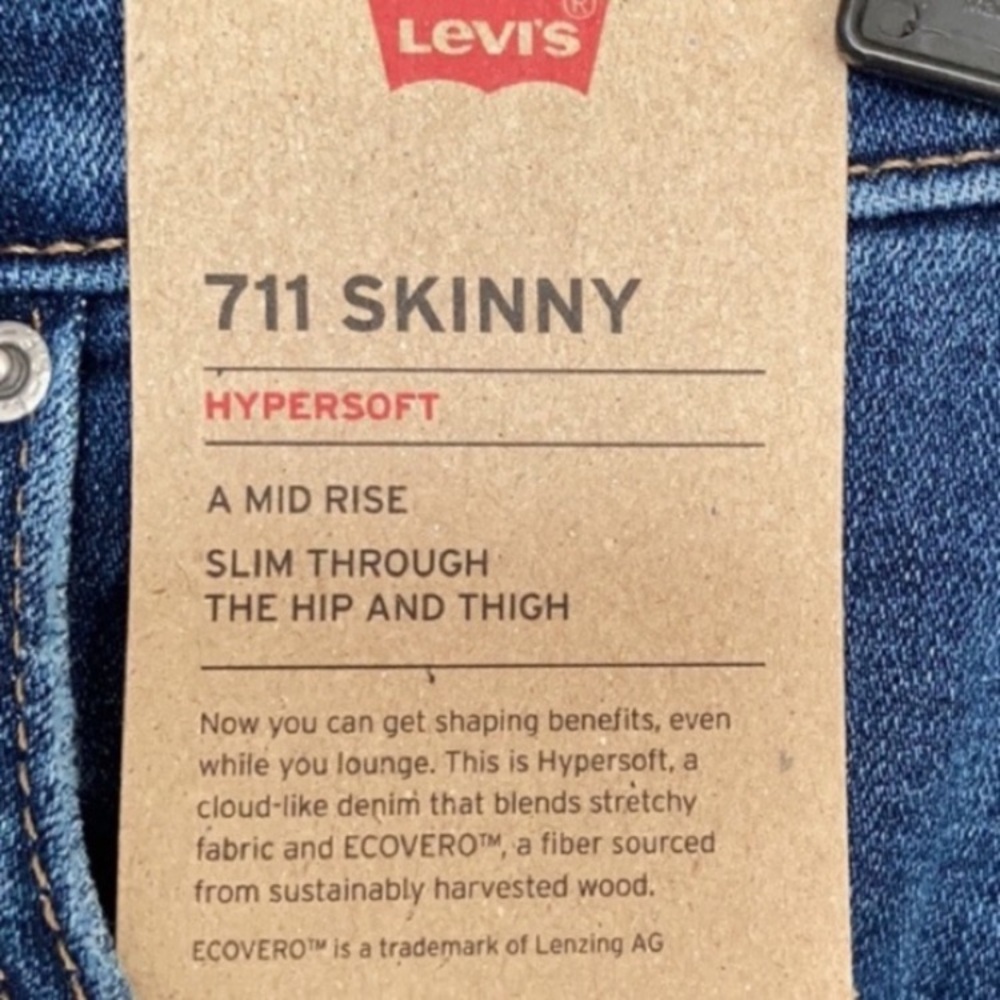 Levi's®
711 SKINNY
HYPERSOFT
A MID RISE
SLIM THROUGH
THE HIP AND THIGH
Now you can get shaping benefits, even
while you lounge. This is Hypersoft, a
cloud-like denim that blends stretchy
fabric and ECOVERO™, a fiber sourced
from sustainably harvested wood.
ECOVERO™ is a trademark of Lenzing AG